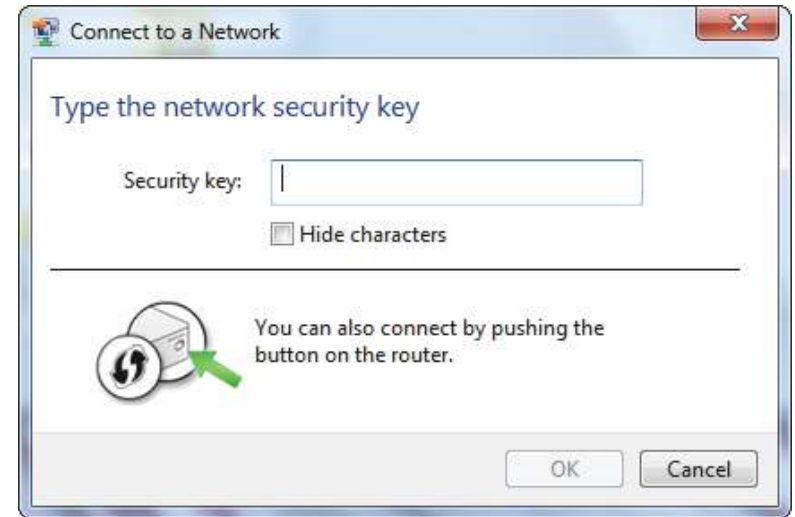 Connect to a Network
Type the network security key
Security key:
Hide characters
You can also connect by pushing the
button on the router.
OK
Cancel